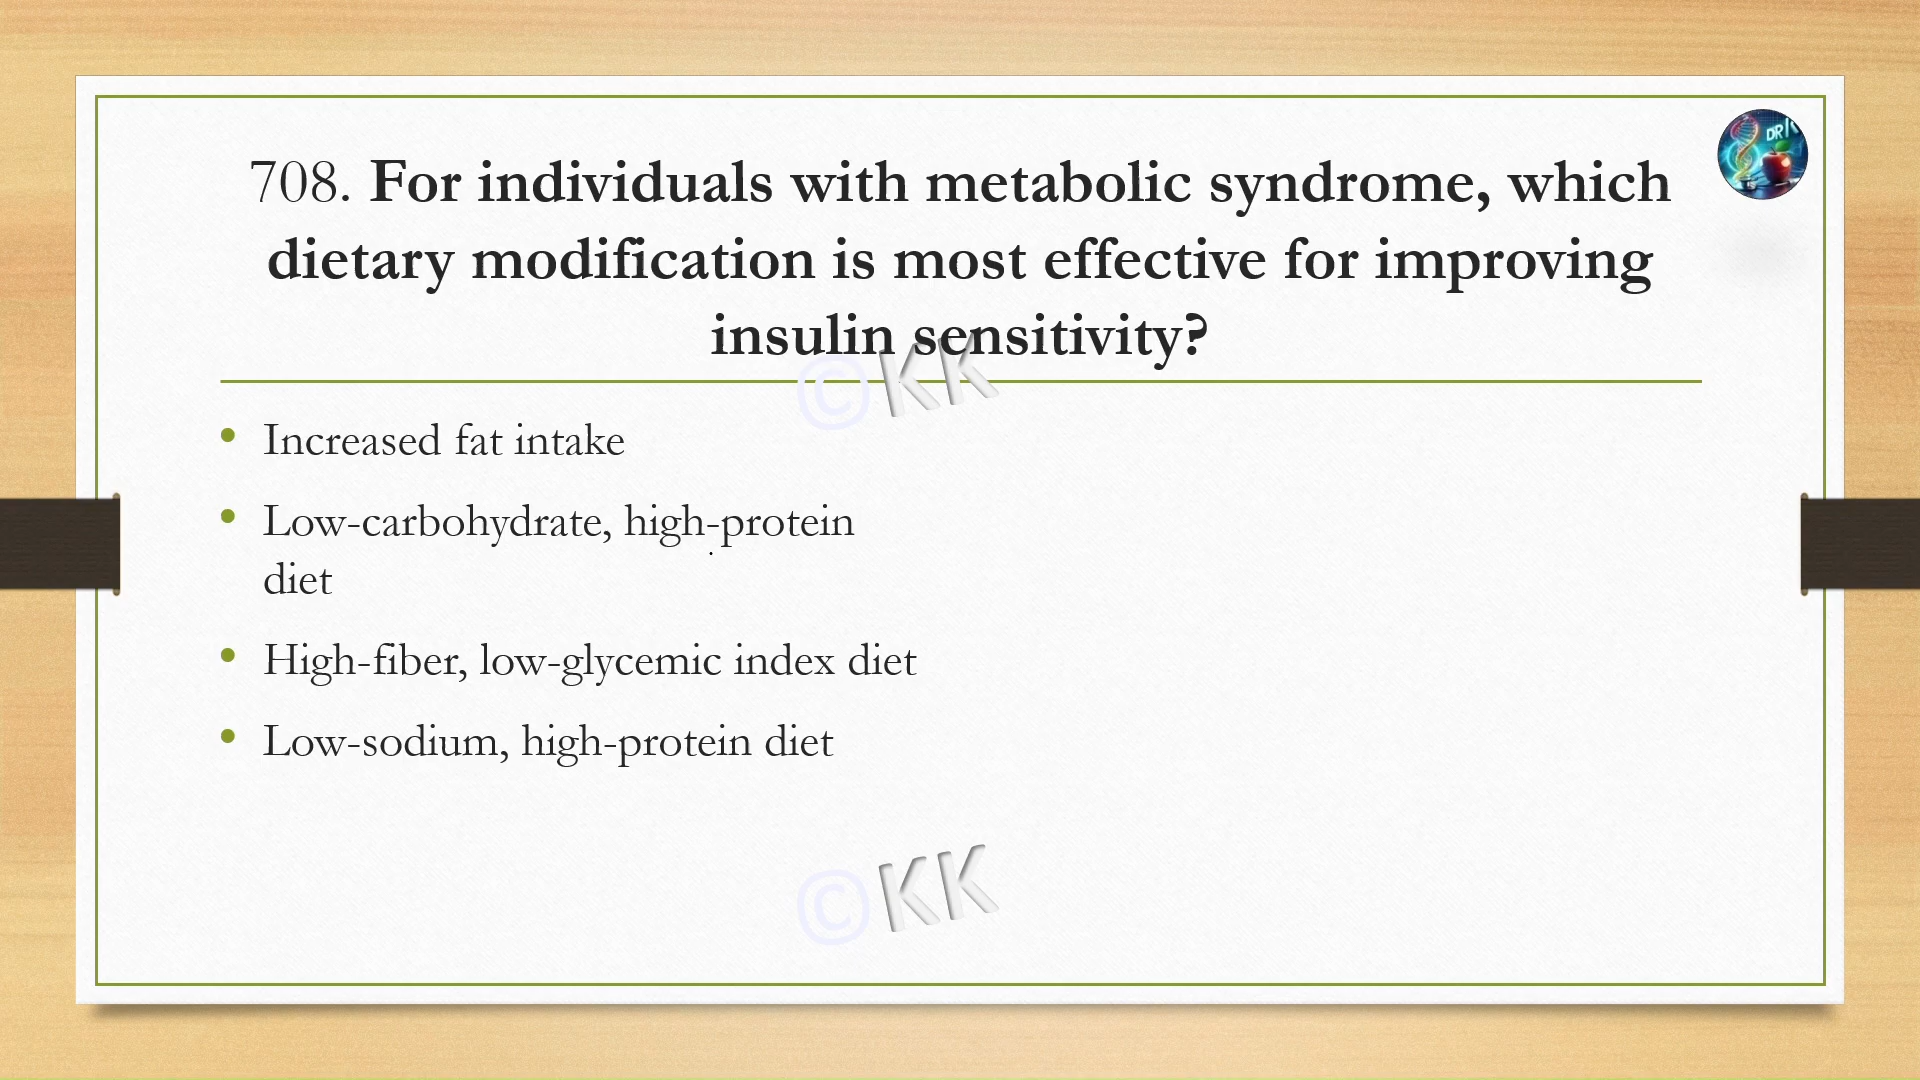 DR K
708. For individuals with metabolic syndrome, which
dietary modification is most effective for improving
insulin sensitivity?
©KK
• Increased fat intake
• Low-carbohydrate, high-protein
diet
• High-fiber, low-glycemic index diet
• Low-sodium, high-protein diet
©KK